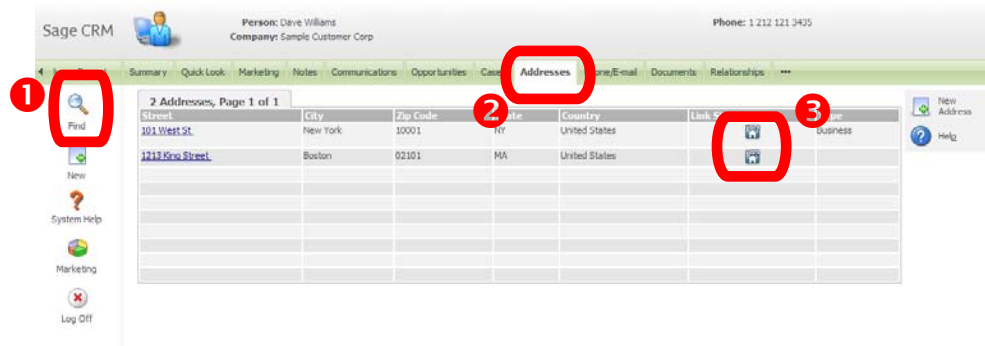 Sage CRM
Person: Dave Williams
Company: Sample Customer Corp
Phone: 1 212 121 3435
Summary Quick Look Marketing Notes Communications Opportunities Addresses Documents Relationships •••
1
Find
New
System Help
Marketing
Log Off
2 Addresses, Page 1 of 1
2
3
Street City Zip Code Country
101 West St. New York 10001 NY United States Business
1213 King Street Boston 02101 MA United States
New Address
Help